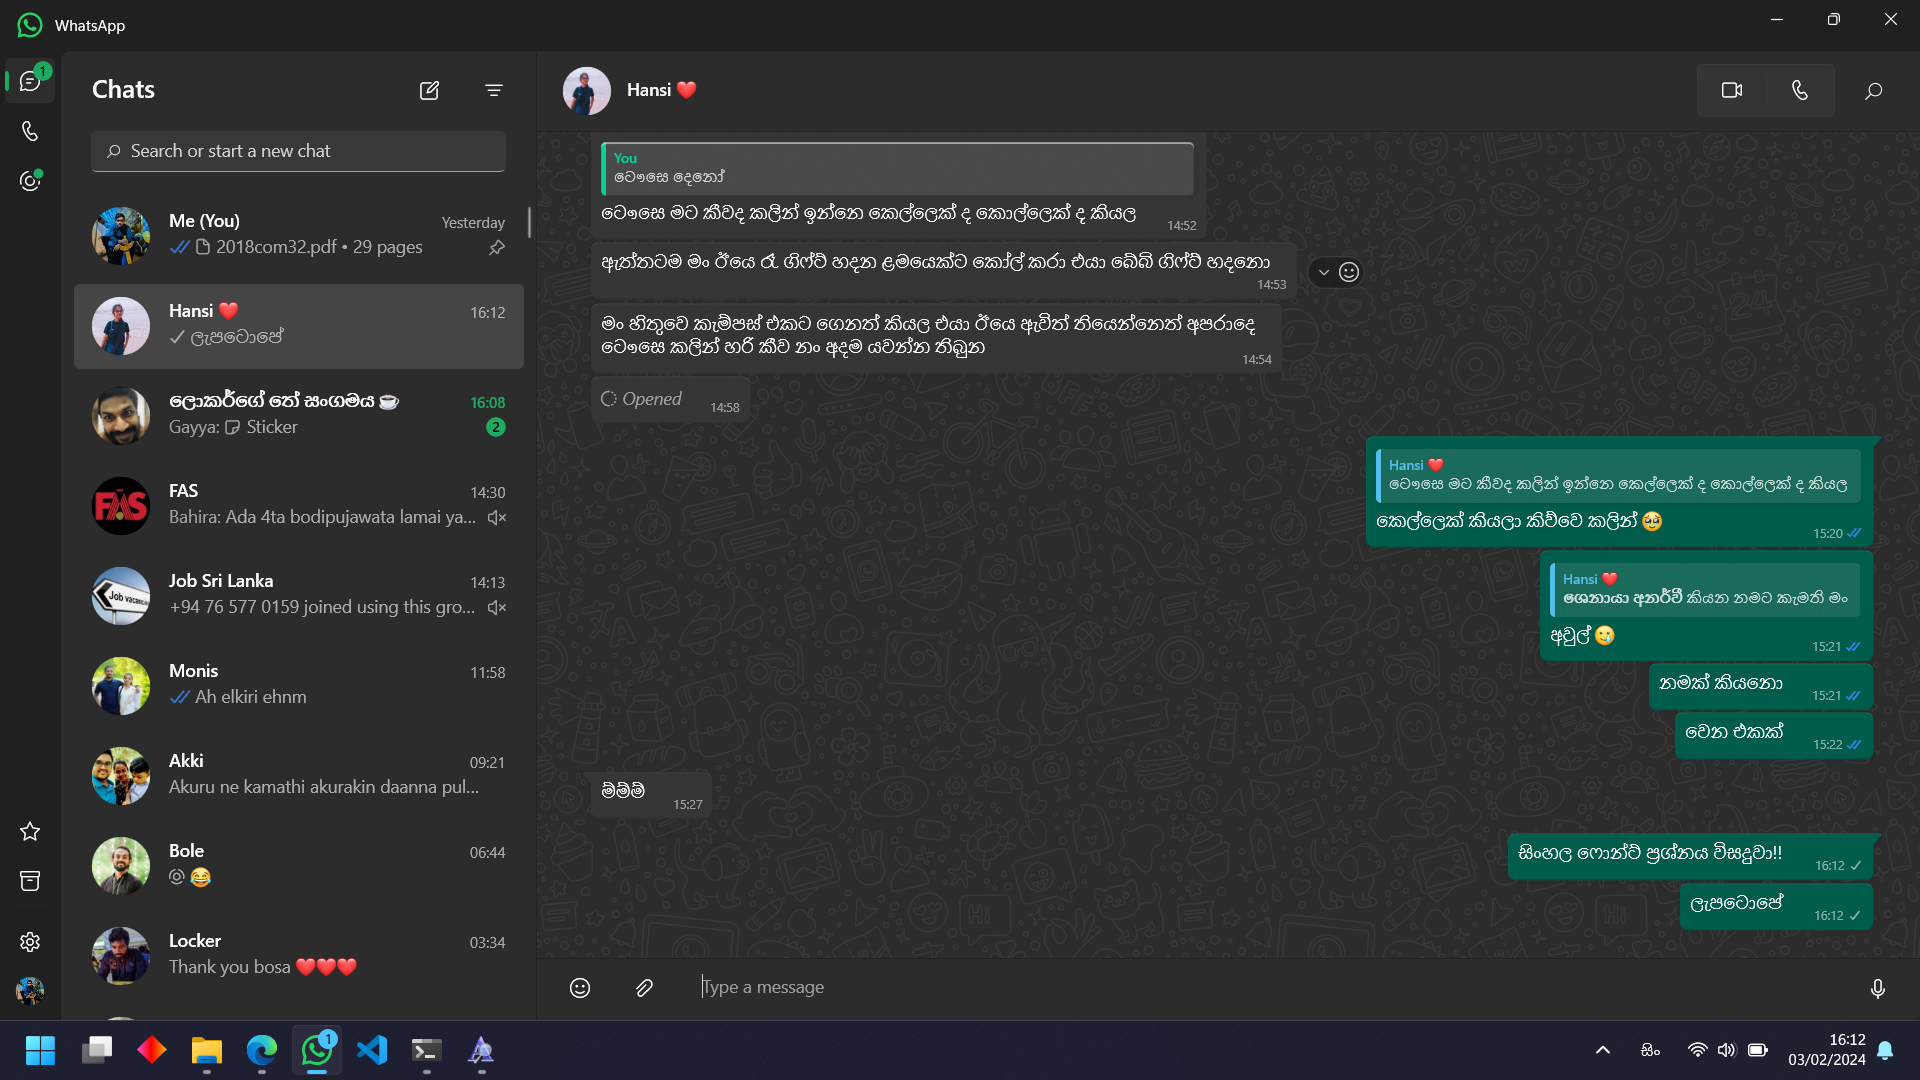 WhatsApp
1
Chats
Search or start a new chat
Me (You)
Yesterday
2018com32.pdf • 29 pages
Hansi ❤️
16:12
ලැපටොපේ
ලොකර්ගේ තේ සංගමය ☕
16:08
Gayya: Sticker
2
FAS
14:30
Bahira: Ada 4ta bodipujawata lamai ya...
Job Sri Lanka
14:13
+94 76 577 0159 joined using this gro...
Monis
11:58
Ah elkiri ehnm
Akki
09:21
Akuru ne kamathi akurakin daanna pul...
Bole
06:44
😂
Locker
03:34
Thank you bosa ❤️❤️❤️
Hansi ❤️
You
ටෞසෙ දෙනෝ
ටෞසෙ මට කීවද කලින් ඉන්නෙ කෙල්ලෙක් ද කොල්ලෙක් ද කියල
14:52
ඇත්තටම මං ඊයෙ රෑ ගිෆ්ට් හදන ළමයෙක්ට කෝල් කරා එයා බේබි ගිෆ්ට් හදනො
14:53
මං හිතුවෙ කැම්පස් එකට ගෙනත් කියල එයා ඊයෙ ඇවිත් තියෙන්නෙත් අපරාදෙ
ටෞසෙ කලින් හරි කීව නං අදම යවන්න තිබුන
14:54
Opened
14:58
Hansi ❤️
ටෞසෙ මට කීවද කලින් ඉන්නෙ කෙල්ලෙක් ද කොල්ලෙක් ද කියල
කෙල්ලෙක් කියලා කිව්වෙ කලින් 🥹
15:20
Hansi ❤️
ශෙනායා අනර්වී කියන නමට කැමති මං
අවුල් 🥲
15:21
නමක් කියනො
15:21
වෙන එකක්
15:22
ම්ම්ම්
15:27
සිංහල ෆොන්ට් ප්‍රශ්නය විසදුවා!!
16:12
ලැපටොපේ
16:12
Type a message
1
සිං
16:12
03/02/2024